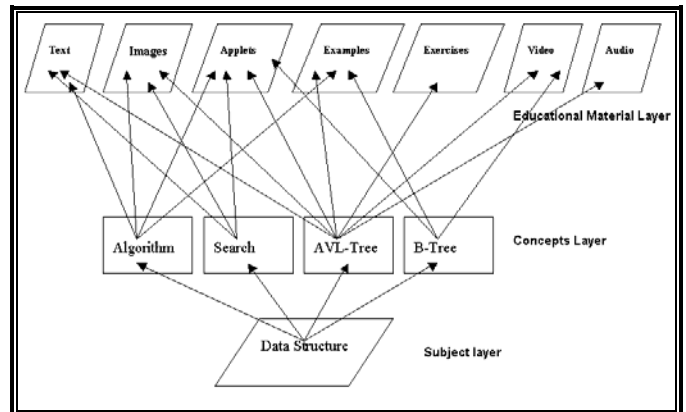 Text Images Applets Examples Exercises Video Audio
Educational Material Layer
Algorithm Search AVL-Tree B-Tree
Concepts Layer
Data Structure
Subject layer